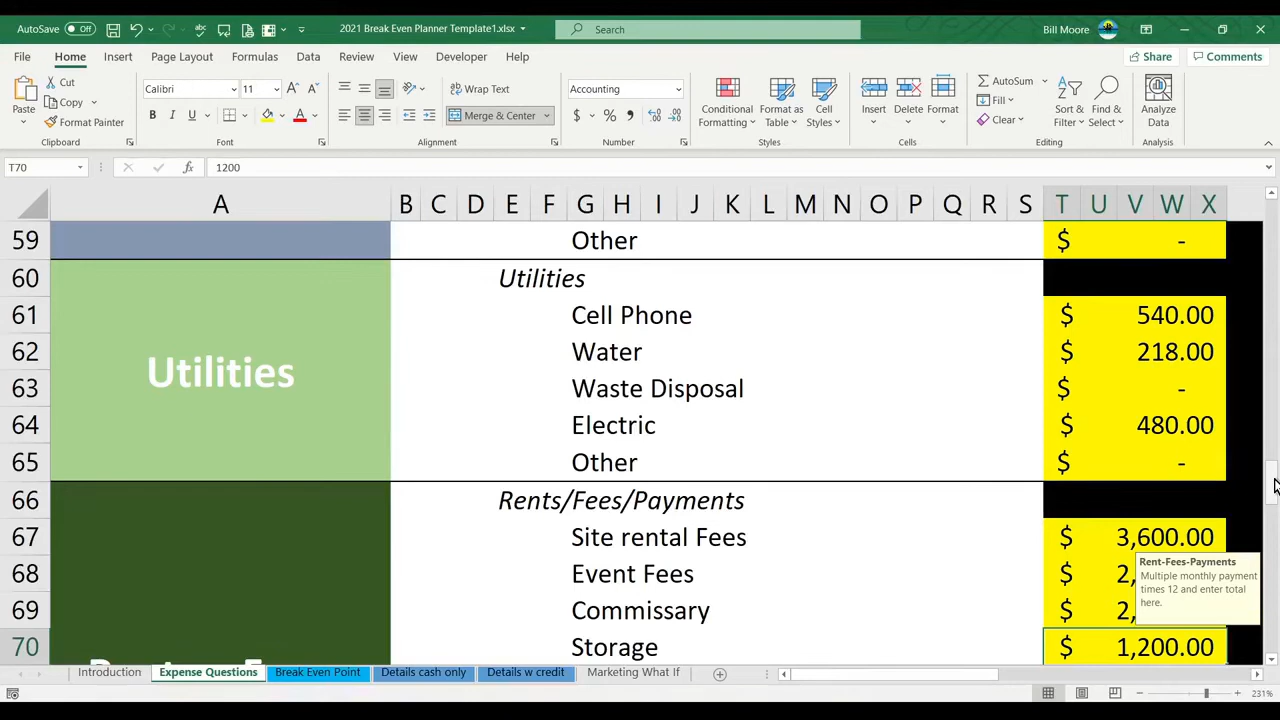 AutoSave Off 2021 Break Even Planner Template1.xlsx Search Bill Moore
File Home Insert Page Layout Formulas Data Review View Developer Help Share Comments
Paste Cut Copy Format Painter Clipboard
Calibri 11 B I U A Font
Wrap Text Merge & Center Alignment
Accounting $ % Number
Conditional Formatting Format as Table Cell Styles Styles
Insert Delete Format Cells
AutoSum Fill Clear Sort & Filter Find & Select Editing
Analyze Data Analysis
T70 fx 1200
A B C D E F G H I J K L M N O P Q R S T U V W X
59 Other $ -
60 Utilities
61 Cell Phone $ 540.00
62 Water $ 218.00
Utilities
63 Waste Disposal $ -
64 Electric $ 480.00
65 Other $ -
66 Rents/Fees/Payments
67 Site rental Fees $ 3,600.00
68 Event Fees $ 2,
69 Commissary $ 2,
70 Storage $ 1,200.00
Rent-Fees-Payments
Multiple monthly payment
times 12 and enter total
here.
Introduction Expense Questions Break Even Point Details cash only Details w credit Marketing What If
231%